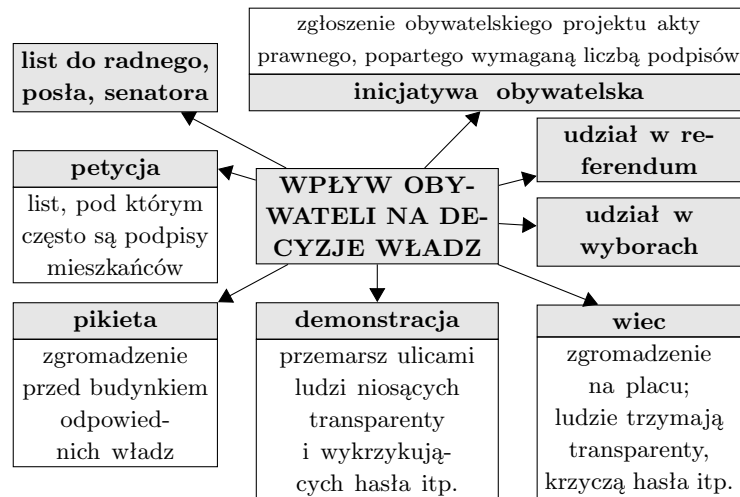 list do radnego,
posła, senatora
zgłoszenie obywatelskiego projektu akty
prawnego, popartego wymaganą liczbą podpisów
inicjatywa obywatelska
petycja
list, pod którym
często są podpisy
mieszkańców
WPŁYW OBY-
WATELI NA DE-
CYZJE WŁADZ
udział w re-
ferendum
udział w
wyborach
pikieta
zgromadzenie
przed budynkiem
odpowied-
nich władz
demonstracja
przemarsz ulicami
ludzi niosących
transparenty
i wykrzykują-
cych hasła itp.
wiec
zgromadzenie
na placu;
ludzie trzymają
transparenty,
krzyczą hasła itp.